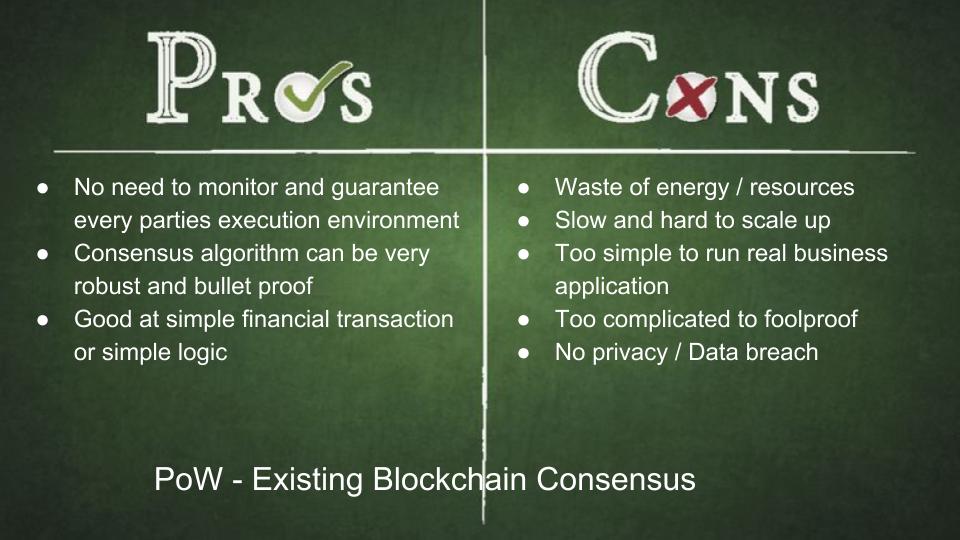 Pros
● No need to monitor and guarantee
every parties execution environment
● Consensus algorithm can be very
robust and bullet proof
● Good at simple financial transaction
or simple logic
Cons
● Waste of energy / resources
● Slow and hard to scale up
● Too simple to run real business
application
● Too complicated to foolproof
● No privacy / Data breach
PoW - Existing Blockchain Consensus